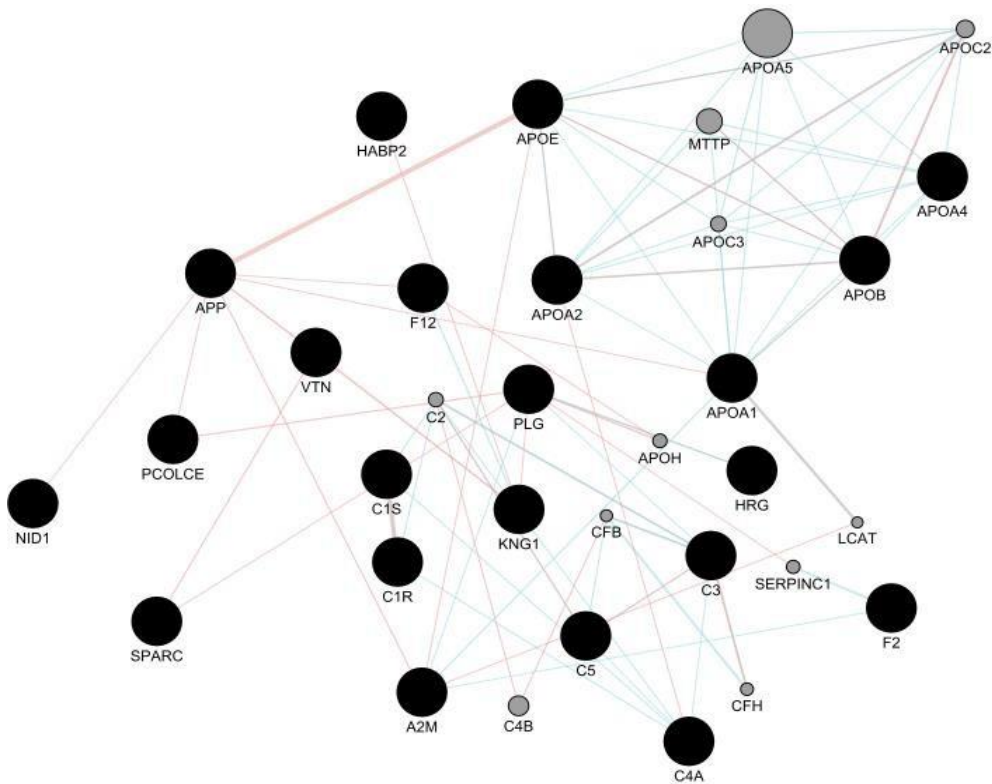 APOC2
APOA5
HABP2
APOE
MTTP
APOA4
APOC3
APP
F12
APOA2
APOB
VTN
C2
PLG
APOA1
PCOLCE
C1S
APOH
HRG
NID1
KNG1
CFB
LCAT
C1R
C3
SERPINC1
SPARC
C5
F2
A2M
C4B
CFH
C4A